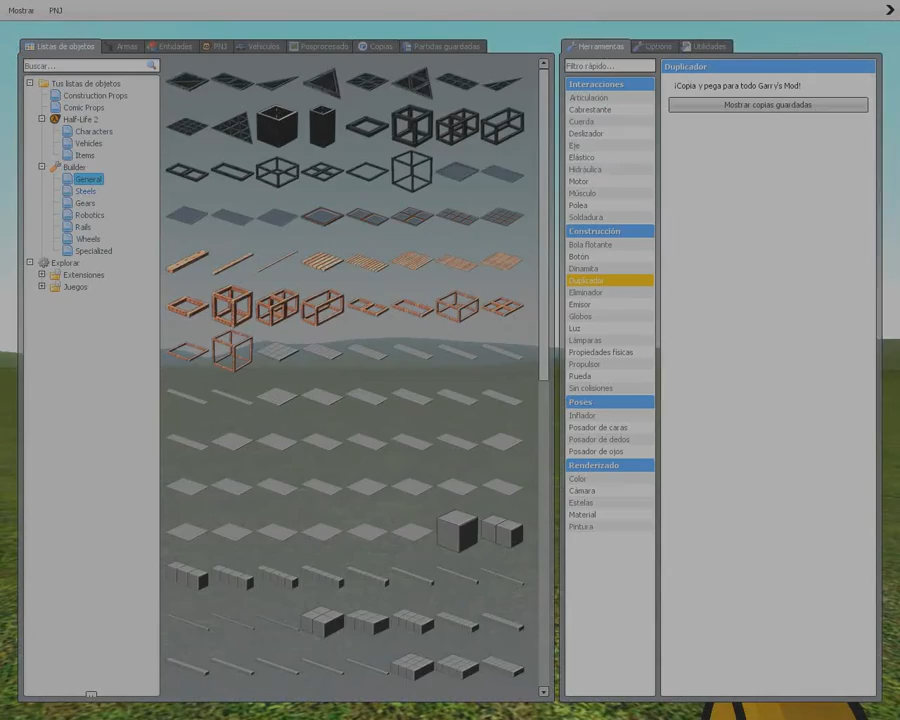 Mostrar PNJ
Listas de objetos Armas Entidades PNJ Vehículos Posprocesado Copias Partidas guardadas
Buscar...
Tus listas de objetos
Construction Props
Comic Props
Half-Life 2
Characters
Vehicles
Items
Builder
General
Steels
Gears
Robotics
Rails
Wheels
Specialized
Explorar
Extensiones
Juegos
Herramientas Options Utilidades
Filtro rápido...
Interacciones
Articulación
Cabrestante
Cuerda
Deslizador
Eje
Elástico
Hidráulica
Motor
Músculo
Polea
Soldadura
Construcción
Bola flotante
Botón
Dinamita
Duplicador
Eliminador
Emisor
Globos
Luz
Lámparas
Propiedades físicas
Propulsor
Rueda
Sin colisiones
Poses
Inflador
Posador de caras
Posador de dedos
Posador de ojos
Renderizado
Color
Cámara
Estelas
Material
Pintura
Duplicador
¡Copia y pega para todo Garry's Mod!
Mostrar copias guardadas